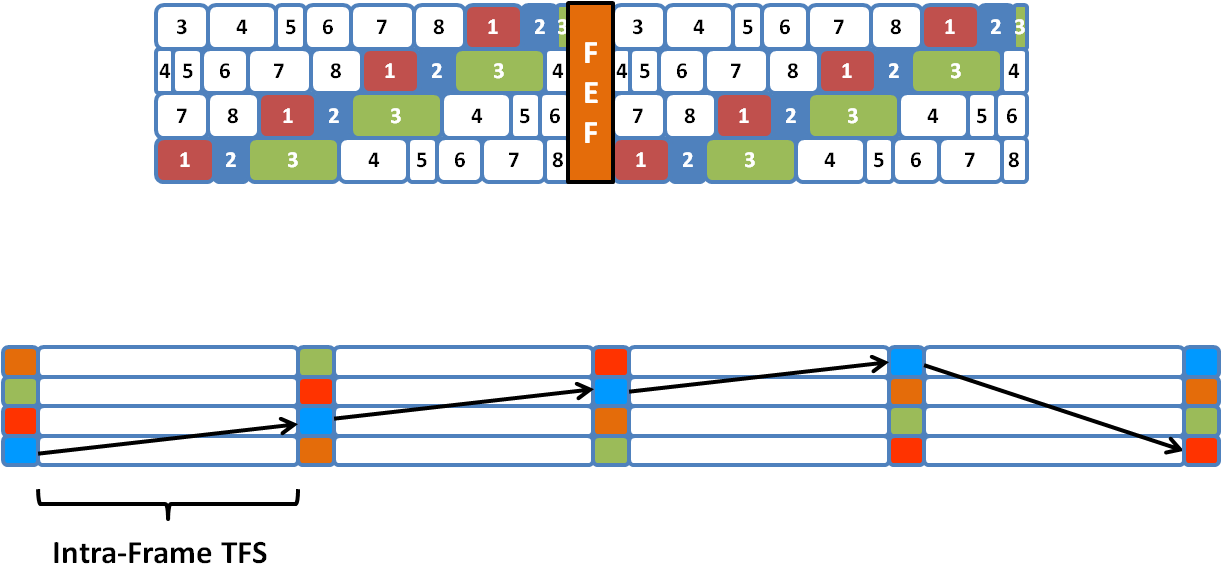 3 4 5 6 7 8 1 2 3 F 3 4 5 6 7 8 1 2 3
4 5 6 7 8 1 2 3 4 E 4 5 6 7 8 1 2 3 4
7 8 1 2 3 4 5 6 F 7 8 1 2 3 4 5 6
1 2 3 4 5 6 7 8 1 2 3 4 5 6 7 8
Intra-Frame TFS